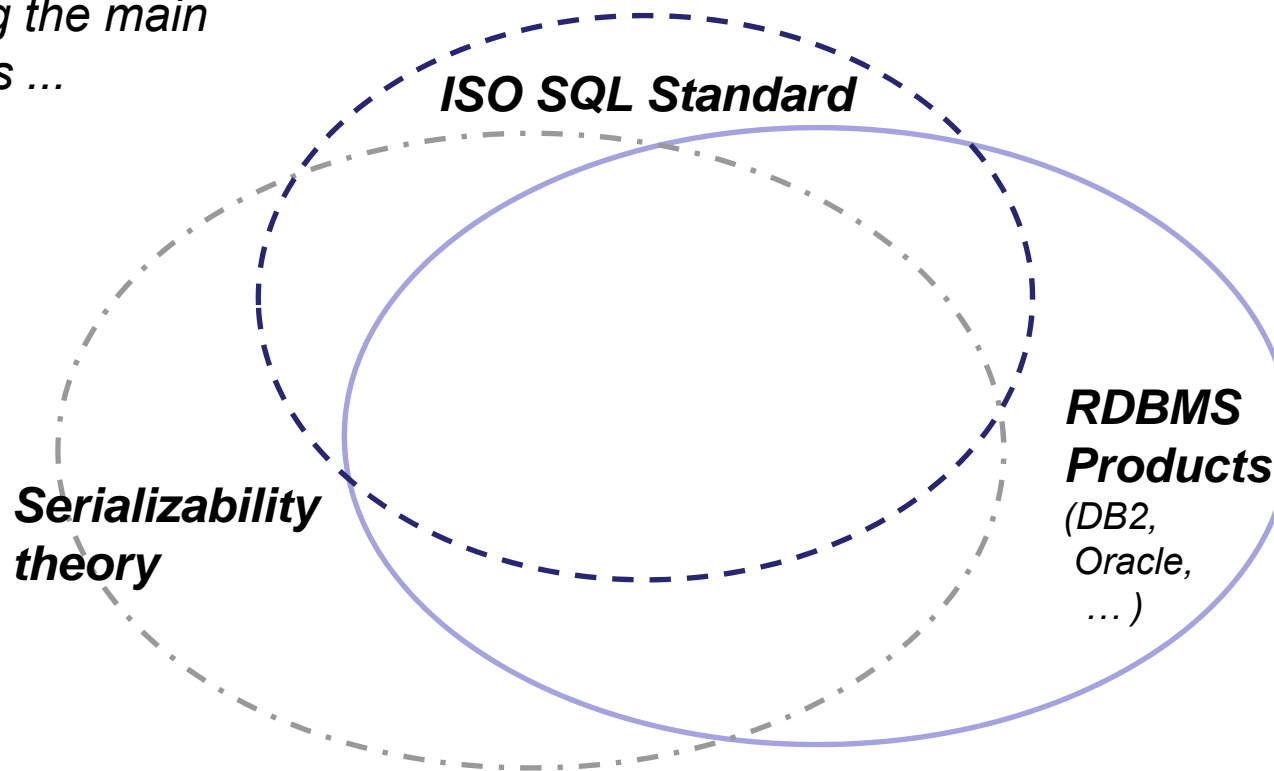 the main
...
ISO SQL Standard
RDBMS
Products
(DB2,
Oracle,
... )
Serializability
theory